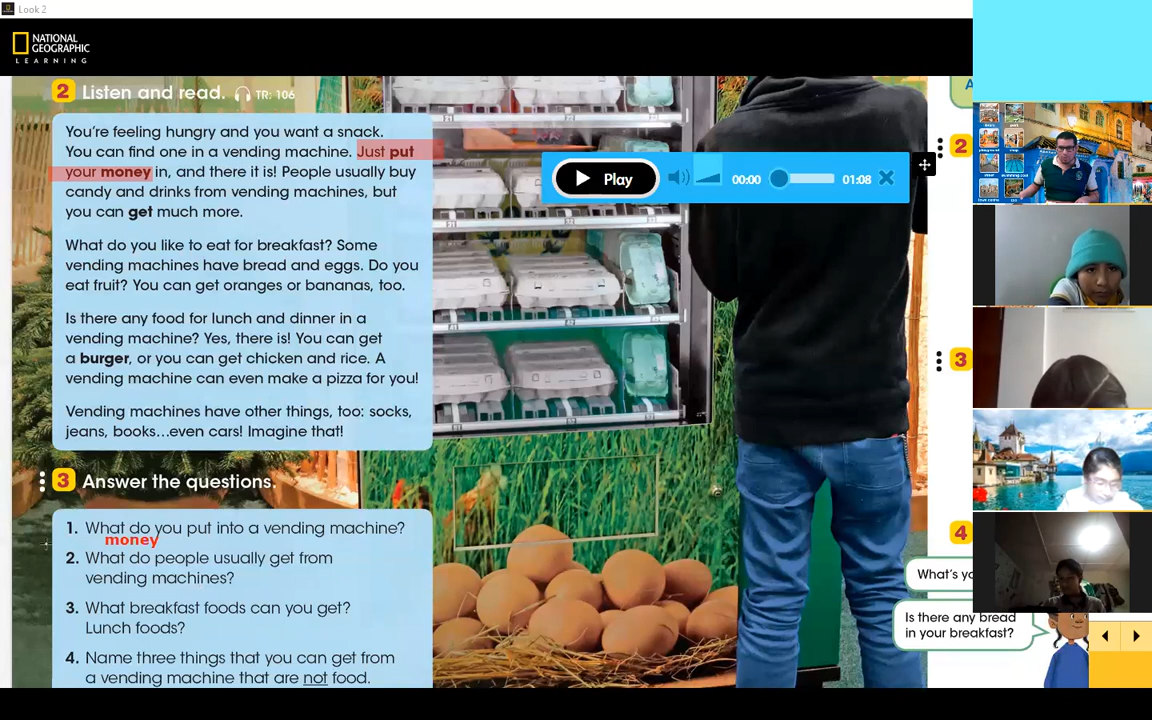 Look 2
NATIONAL
GEOGRAPHIC
LEARNING
2 Listen and read. TR: 106
You're feeling hungry and you want a snack.
You can find one in a vending machine. Just put
your money in, and there it is! People usually buy
candy and drinks from vending machines, but
you can get much more.
What do you like to eat for breakfast? Some
vending machines have bread and eggs. Do you
eat fruit? You can get oranges or bananas, too.
Is there any food for lunch and dinner in a
vending machine? Yes, there is! You can get
a burger, or you can get chicken and rice. A
vending machine can even make a pizza for you!
Vending machines have other things, too: socks,
jeans, books...even cars! Imagine that!
3 Answer the questions.
1. What do you put into a vending machine?
money
2. What do people usually get from
vending machines?
3. What breakfast foods can you get?
Lunch foods?
4. Name three things that you can get from
a vending machine that are not food.
Play 00:00 01:08
A
2
3
4
What's yo
Is there any bread
in your breakfast?